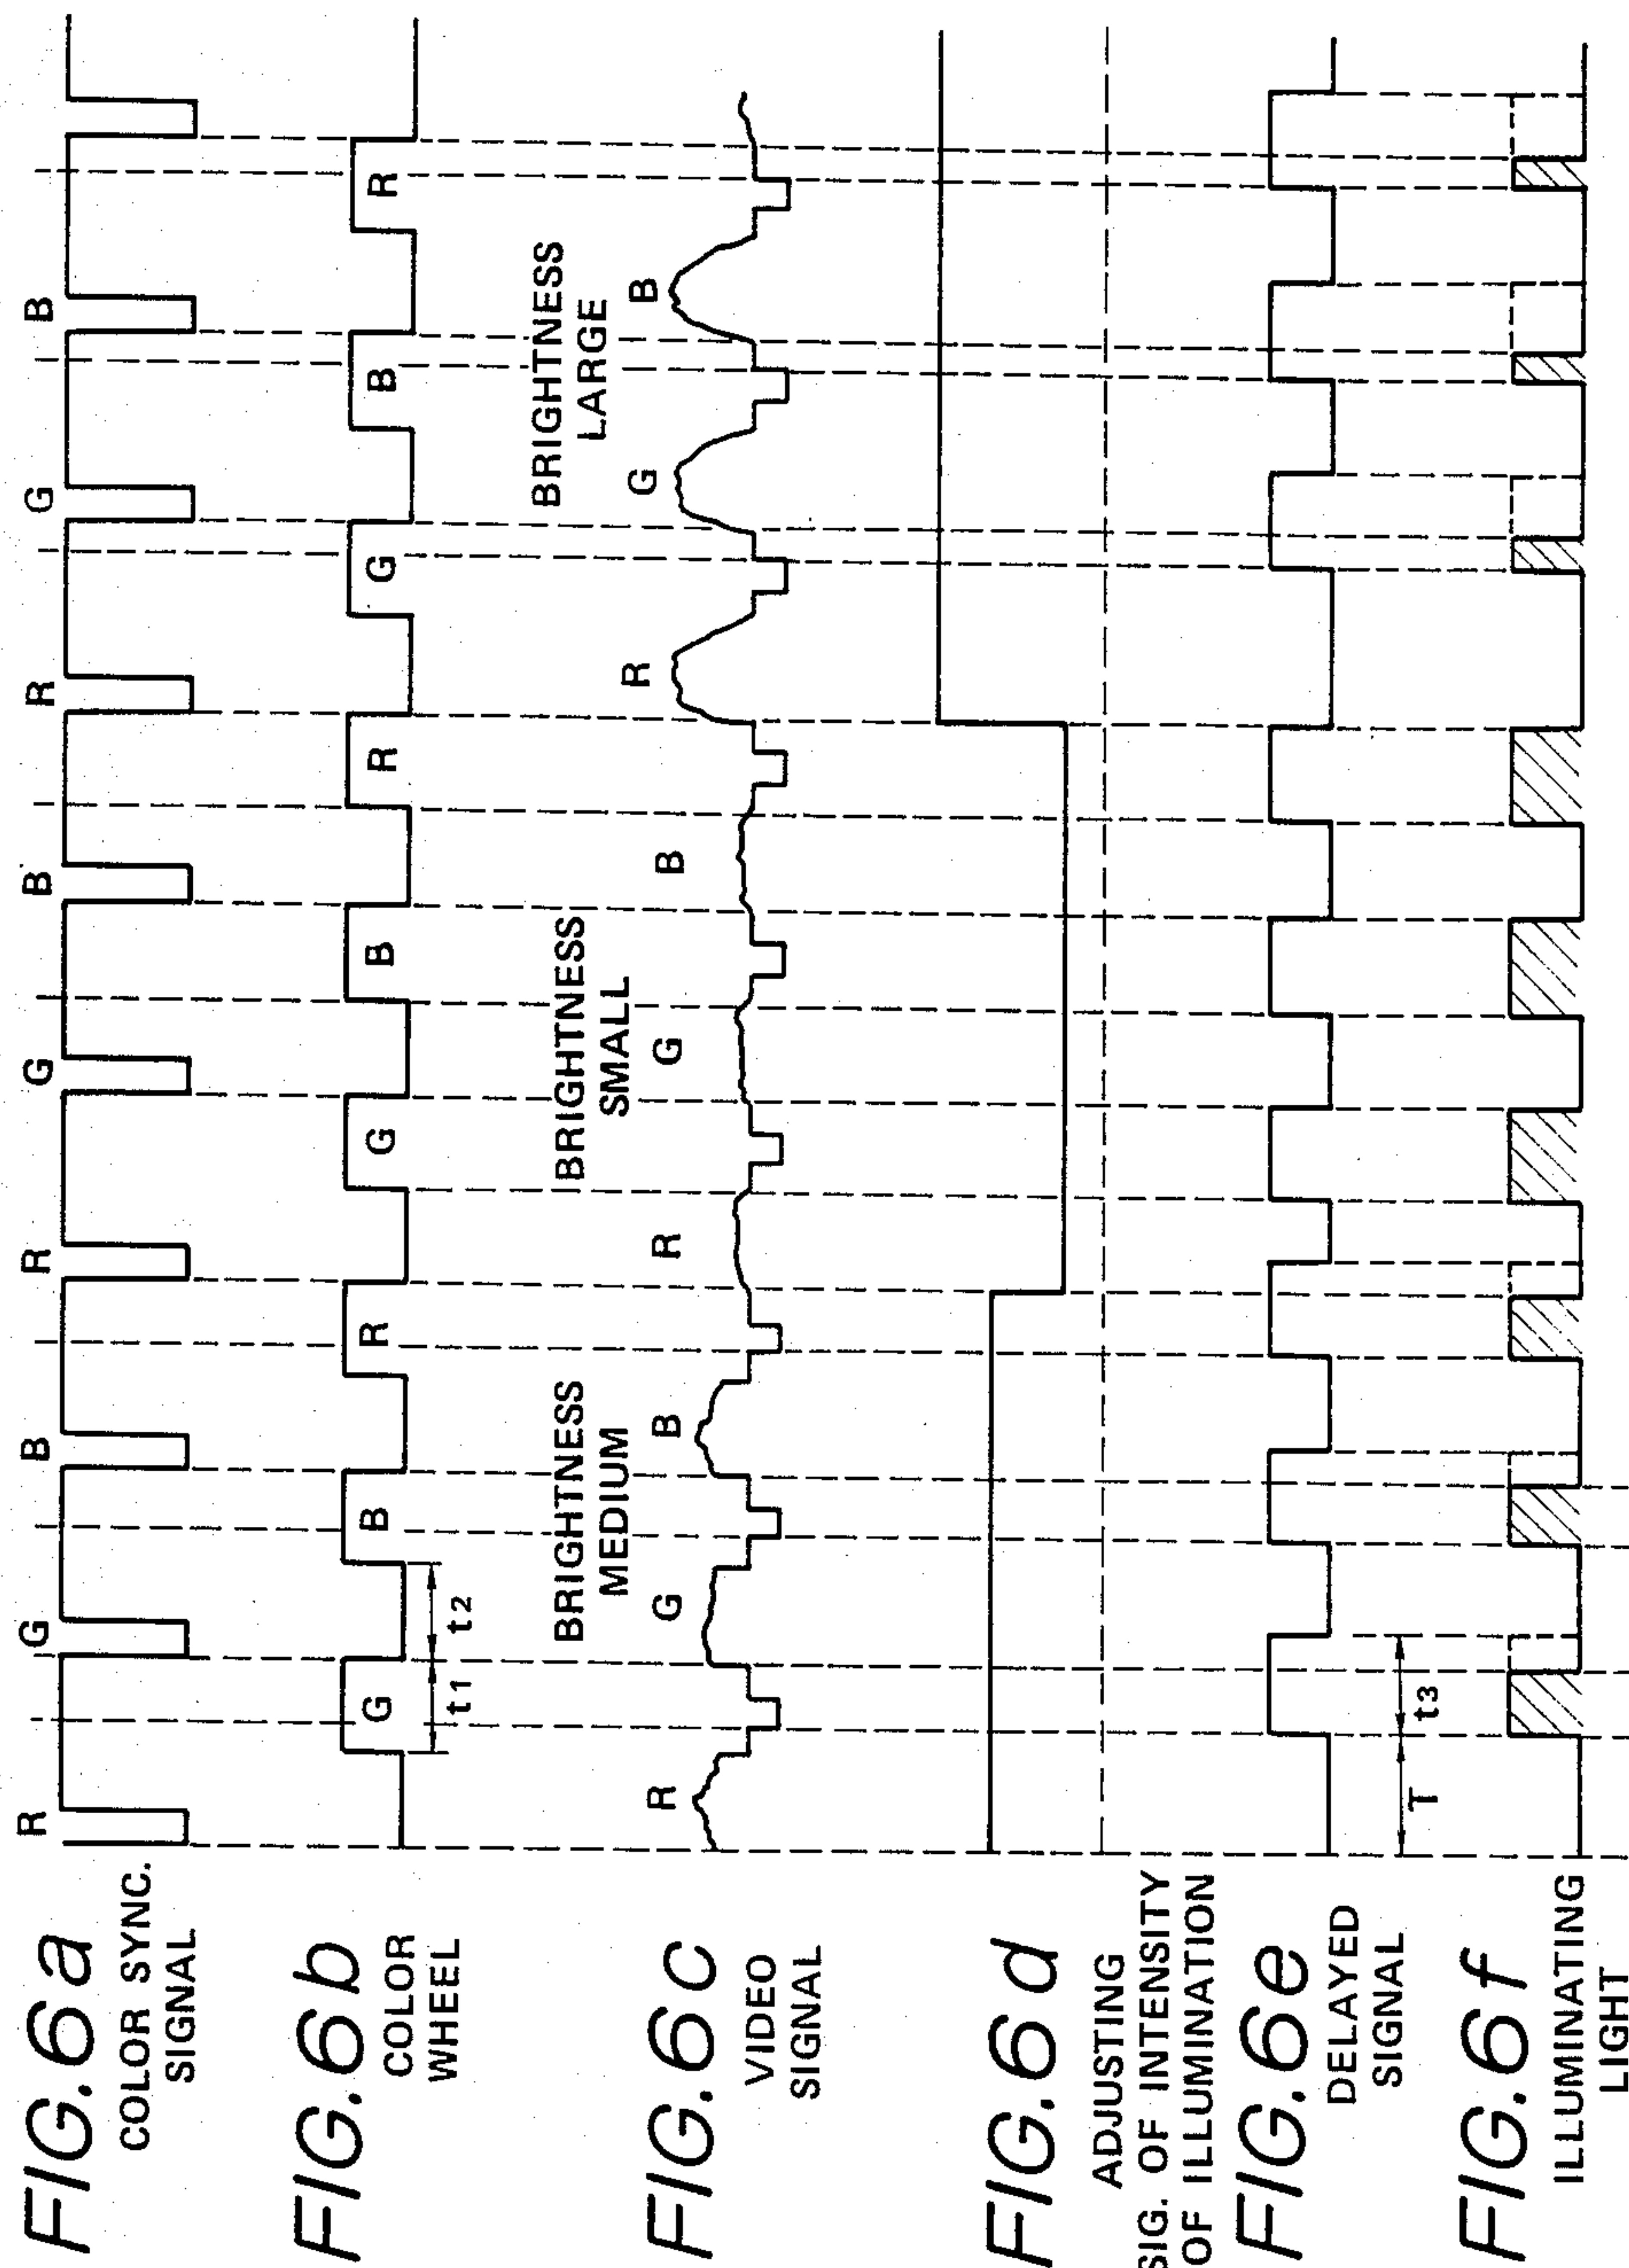 FIG.6a
COLOR SYNC.
SIGNAL
R G B R G B R G B
FIG.6b
COLOR
WHEEL
G B R G B R G B R
t1 t2
FIG.6c
VIDEO
SIGNAL
BRIGHTNESS
MEDIUM
BRIGHTNESS
SMALL
BRIGHTNESS
LARGE
R G B R G B R G B
FIG.6d
ADJUSTING
SIG. OF INTENSITY
OF ILLUMINATION
FIG.6e
DELAYED
SIGNAL
T t3
FIG.6f
ILLUMINATING
LIGHT